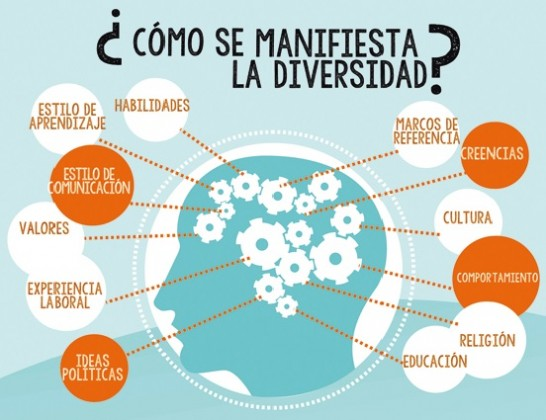 ¿CÓMO SE MANIFIESTA
LA DIVERSIDAD?
ESTILO DE
APRENDIZAJE
HABILIDADES
MARCOS DE
REFERENCIA
CREENCIAS
ESTILO DE
COMUNICACIÓN
VALORES
CULTURA
EXPERIENCIA
LABORAL
COMPORTAMIENTO
IDEAS
POLÍTICAS
EDUCACIÓN
RELIGIÓN